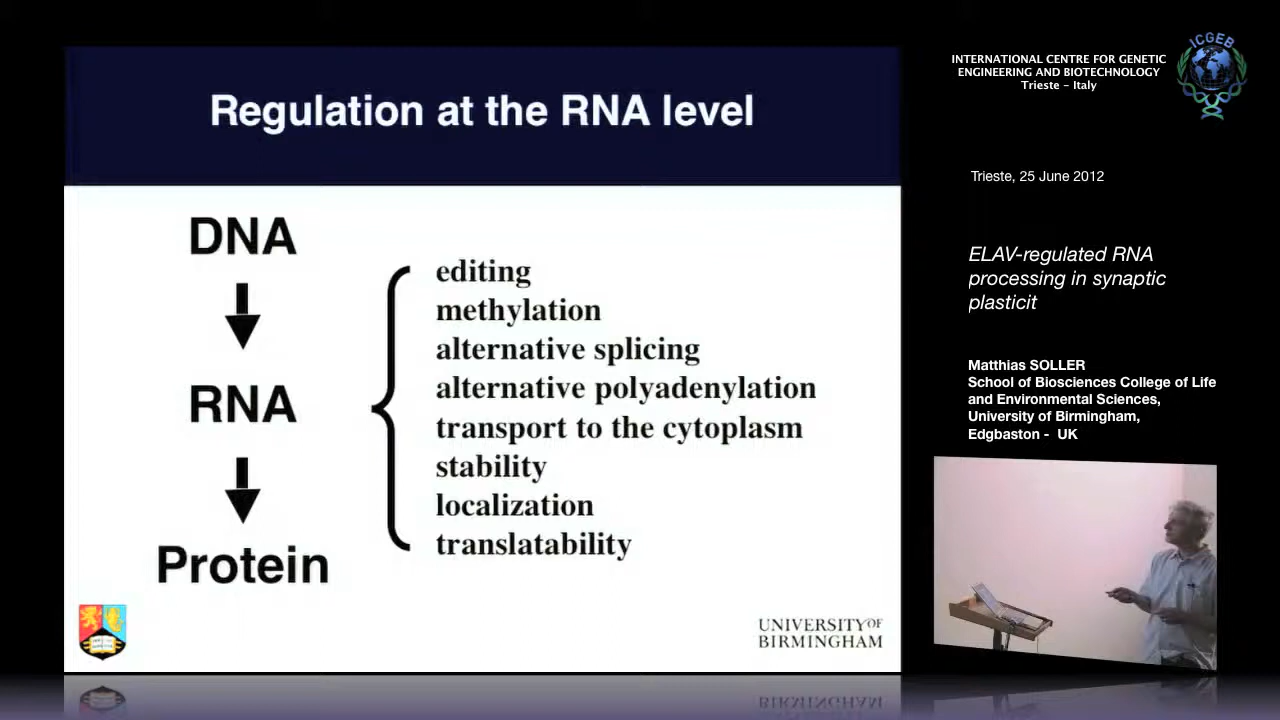 Regulation at the RNA level
DNA
RNA
Protein
editing
methylation
alternative splicing
alternative polyadenylation
transport to the cytoplasm
stability
localization
translatability
UNIVERSITY OF
BIRMINGHAM
INTERNATIONAL CENTRE FOR GENETIC
ENGINEERING AND BIOTECHNOLOGY
Trieste - Italy
ICGEB
Trieste, 25 June 2012
ELAV-regulated RNA
processing in synaptic
plasticit
Matthias SOLLER
School of Biosciences College of Life
and Environmental Sciences,
University of Birmingham,
Edgbaston - UK